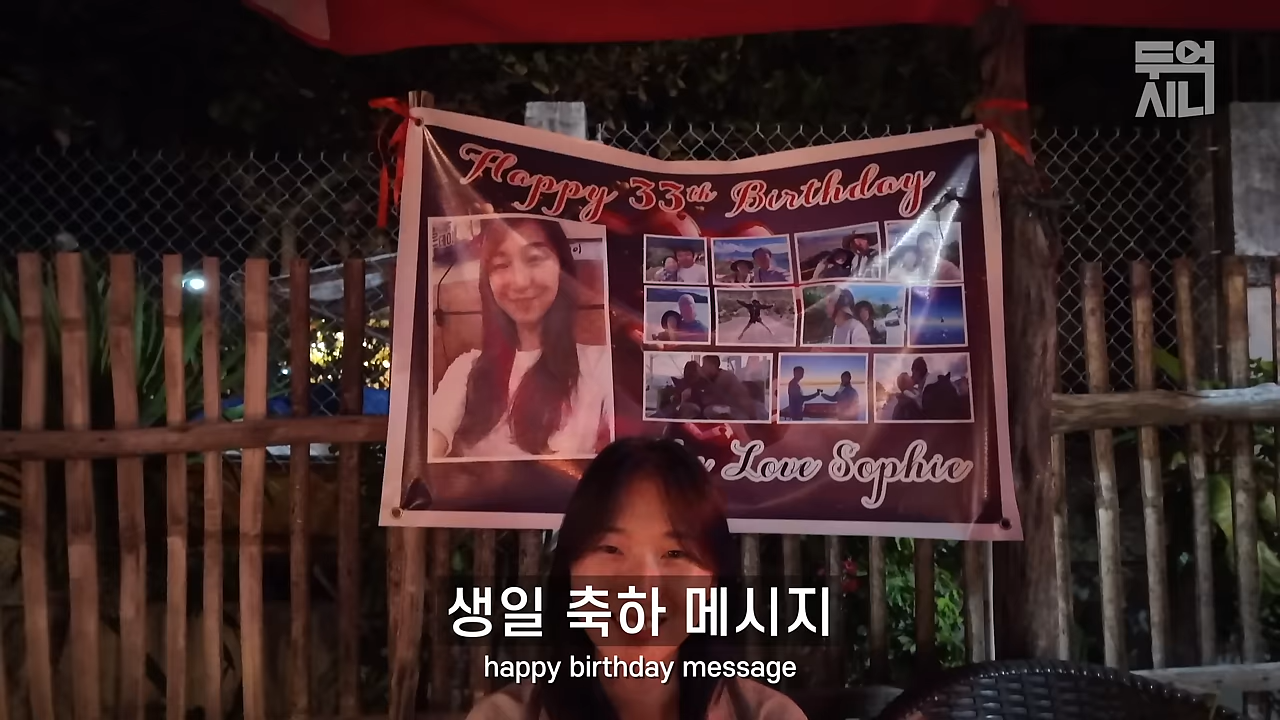 두어
시니
Happy 33th Birthday
Love Sophie
생일 축하 메시지
happy birthday message